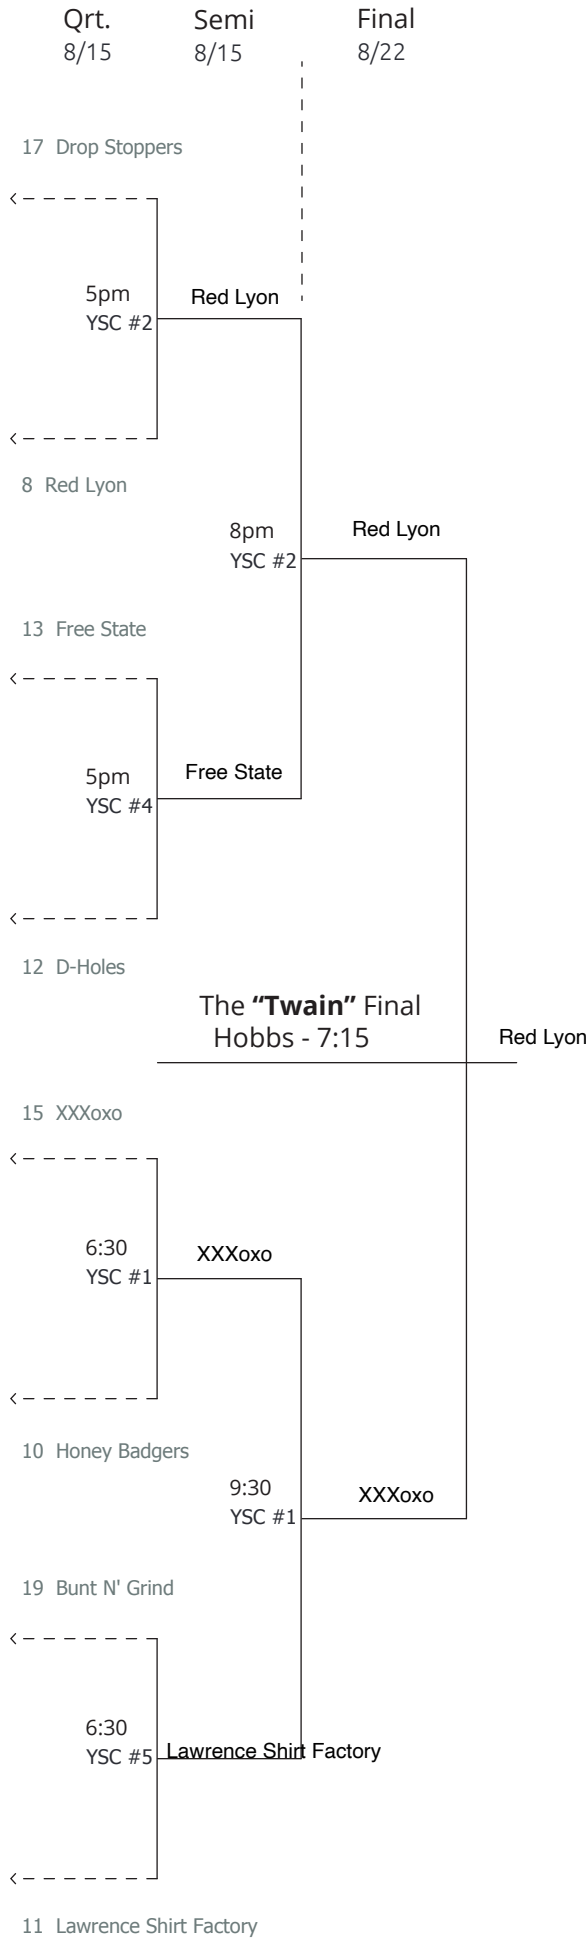 Qrt. Semi Final
8/15 8/15 8/22
17 Drop Stoppers
5pm Red Lyon
YSC #2
8 Red Lyon
8pm Red Lyon
YSC #2
13 Free State
5pm Free State
YSC #4
12 D-Holes
The “Twain” Final
Hobbs - 7:15 Red Lyon
15 XXXoxo
6:30 XXXoxo
YSC #1
10 Honey Badgers
9:30 XXXoxo
YSC #1
19 Bunt N' Grind
6:30
YSC #5 Lawrence Shirt Factory
11 Lawrence Shirt Factory